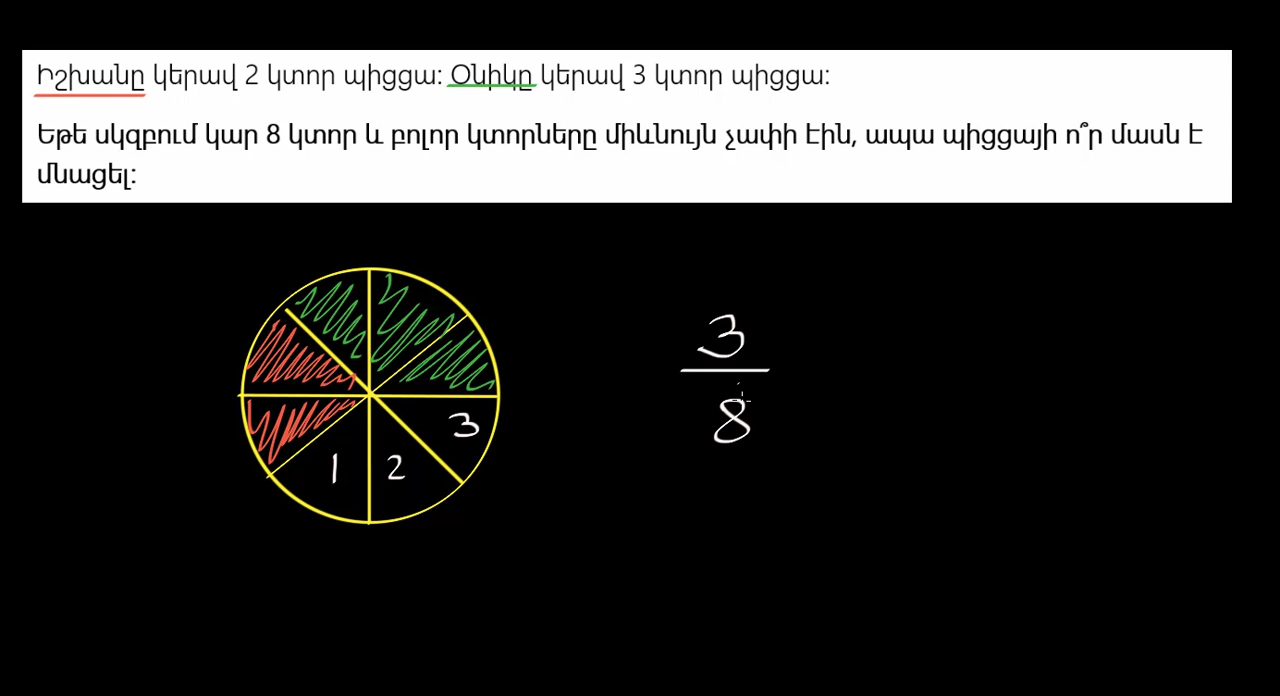 Իշխանը կերավ 2 կտոր պիցցա: Օնիկը կերավ 3 կտոր պիցցա:
Եթե սկզբում կար 8 կտոր և բոլոր կտորները միևնույն չափի էին, ապա պիցցայի ո՞ր մասն է
մնացել:
3
8
3
1 2